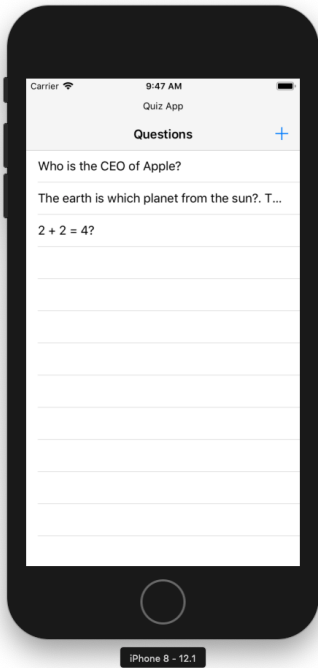 Carrier 9:47 AM
Quiz App
Questions +
Who is the CEO of Apple?
The earth is which planet from the sun?. T...
2 + 2 = 4?
iPhone 8 - 12.1